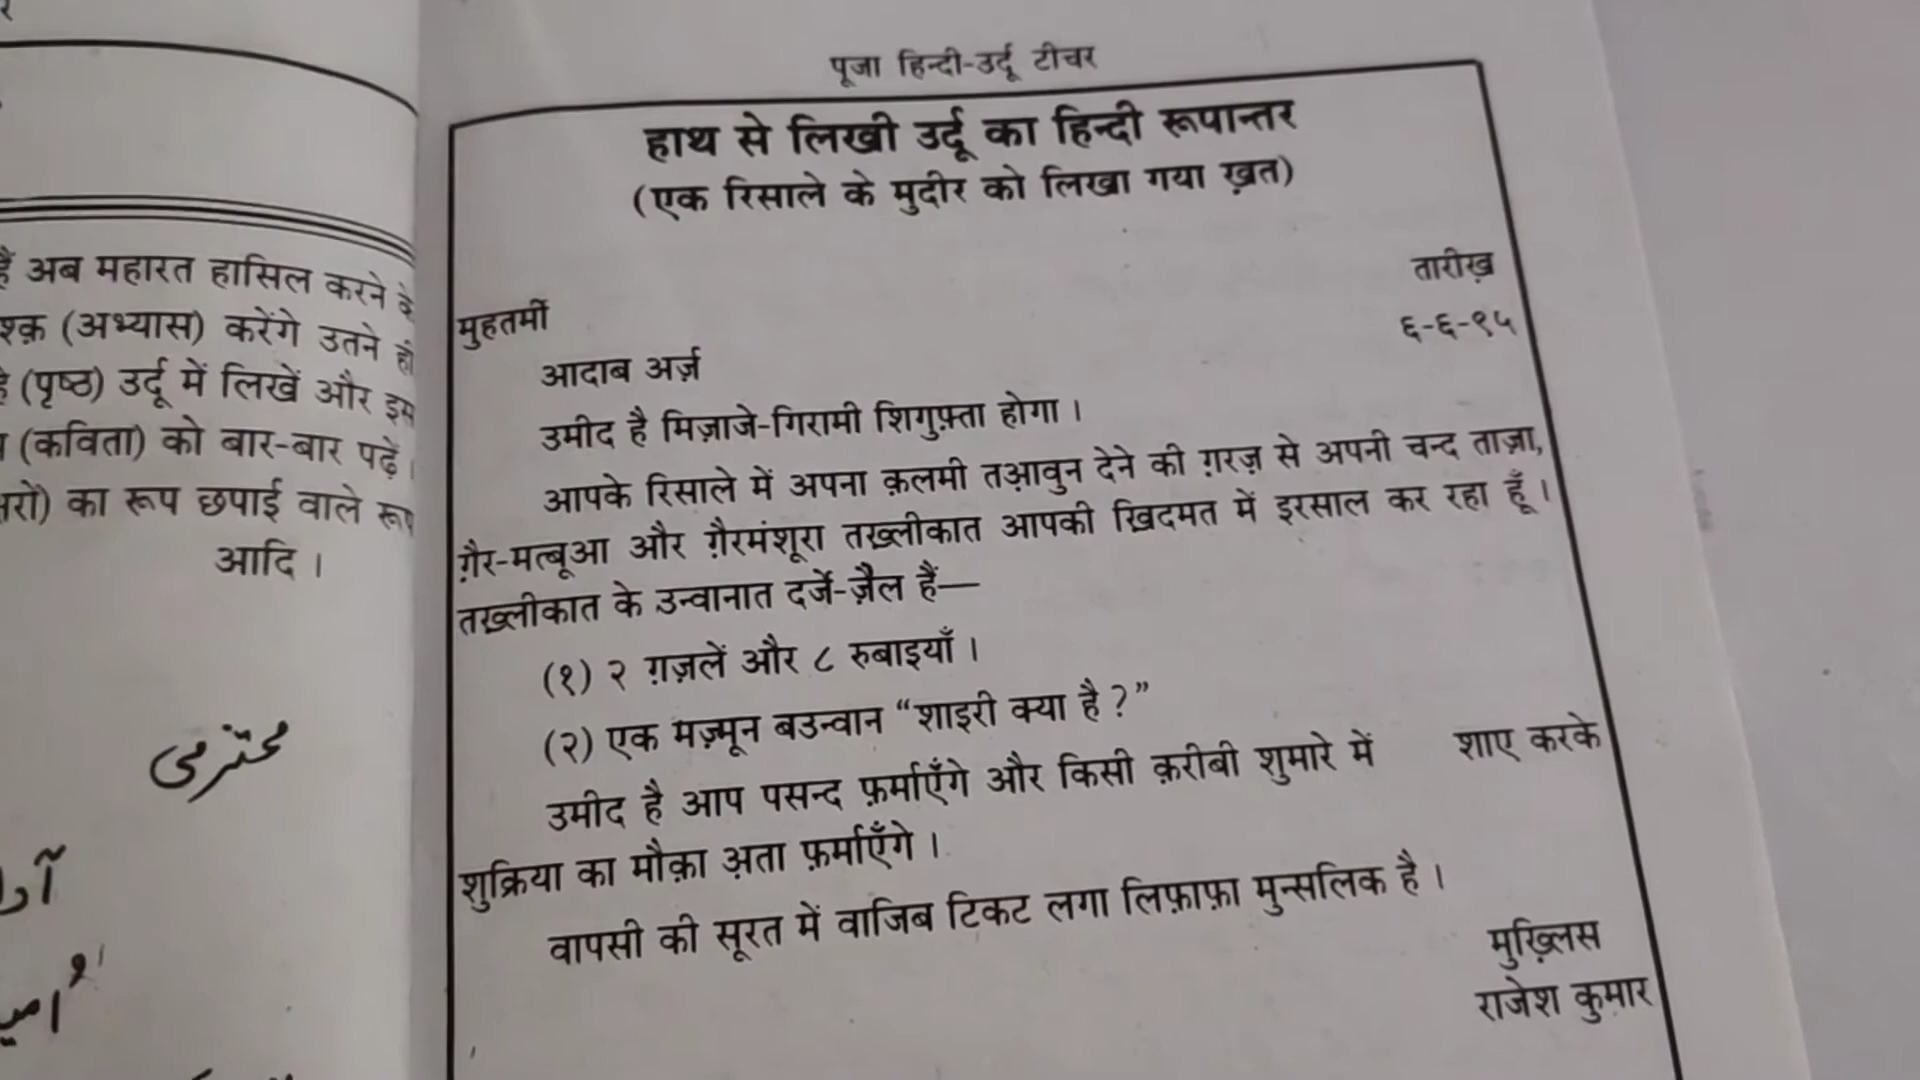 अब महारत हासिल करने के
(अभ्यास) करेंगे उतने ही
(पृष्ठ) उर्दू में लिखें और इस
(कविता) को बार-बार पढ़ें।
का रूप छपाई वाले रूप
आदि ।
محترمی
पूजा हिन्दी-उर्दू टीचर
हाथ से लिखी उर्दू का हिन्दी रूपान्तर
(एक रिसाले के मुदीर को लिखा गया ख़त)
तारीख़
मुहतर्मी
६-६-९५
आदाब अर्ज़
उमीद है मिज़ाजे-गिरामी शिगुफ़्ता होगा ।
आपके रिसाले में अपना क़लमी तआ़वुन देने की ग़रज़ से अपनी चन्द ताज़ा,
ग़ैर-मत्बूआ और ग़ैरमंशूरा तख़्लीकात आपकी ख़िदमत में इरसाल कर रहा हूँ ।
तख़्लीकात के उ़न्वानात दर्जे-ज़ैल हैं—
(१) २ ग़ज़लें और ८ रुबाइयाँ ।
(२) एक मज़्मून बउन्वान “शाइरी क्या है ?”
उमीद है आप पसन्द फ़र्माएँगे और किसी क़रीबी शुमारे में शाए करके
शुक्रिया का मौक़ा अ़ता फ़र्माएँगे ।
वापसी की सूरत में वाजिब टिकट लगा लिफ़ाफ़ा मुन्सलिक है ।
मुख़्लिस
राजेश कुमार